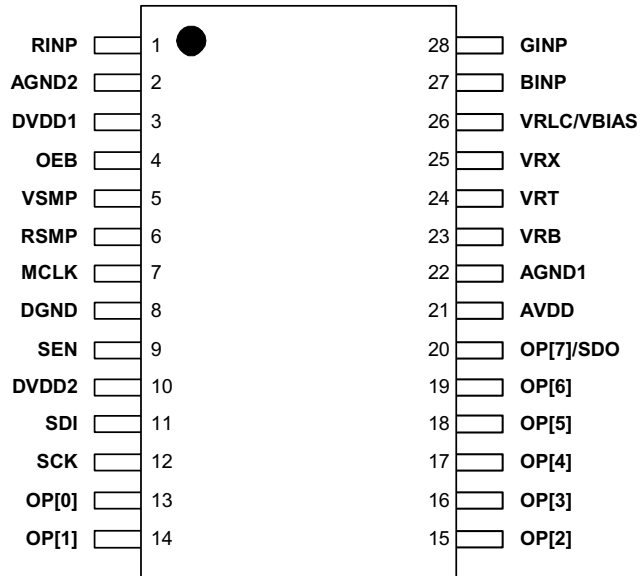 RINP 1 28 GINP
AGND2 2 27 BINP
DVDD1 3 26 VRLC/VBIAS
OEB 4 25 VRX
VSMP 5 24 VRT
RSMP 6 23 VRB
MCLK 7 22 AGND1
DGND 8 21 AVDD
SEN 9 20 OP[7]/SDO
DVDD2 10 19 OP[6]
SDI 11 18 OP[5]
SCK 12 17 OP[4]
OP[0] 13 16 OP[3]
OP[1] 14 15 OP[2]